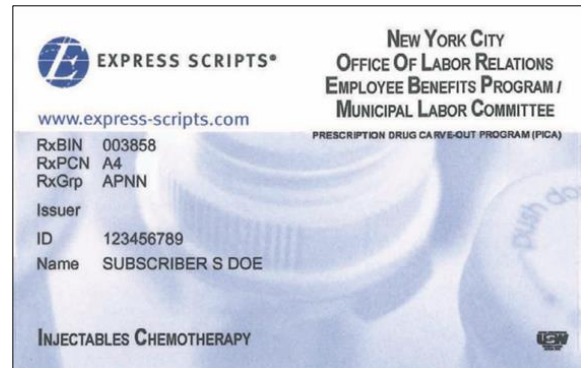 EXPRESS SCRIPTS®
www.express-scripts.com
NEW YORK CITY
OFFICE OF LABOR RELATIONS
EMPLOYEE BENEFITS PROGRAM /
MUNICIPAL LABOR COMMITTEE
PRESCRIPTION DRUG CARVE-OUT PROGRAM (PICA)
RxBIN 003858
RxPCN A4
RxGrp APNN
Issuer
ID 123456789
Name SUBSCRIBER S DOE
push do
INJECTABLES CHEMOTHERAPY